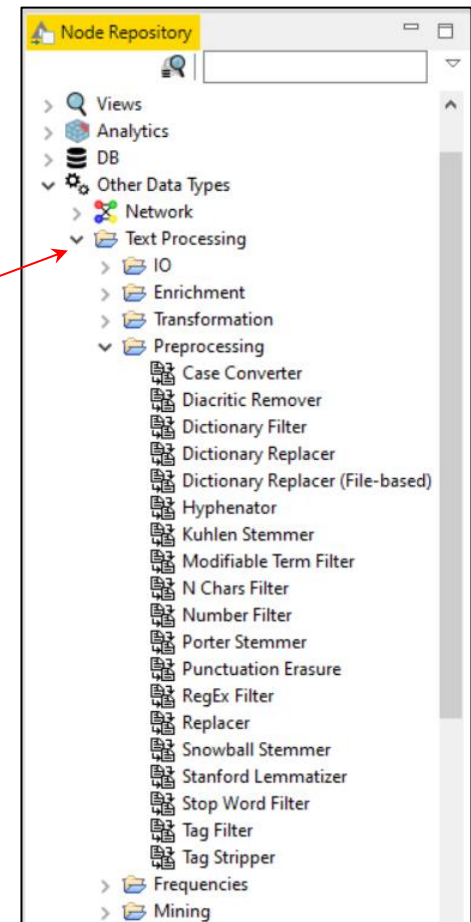 Node Repository
Views
Analytics
DB
Other Data Types
Network
Text Processing
IO
Enrichment
Transformation
Preprocessing
Case Converter
Diacritic Remover
Dictionary Filter
Dictionary Replacer
Dictionary Replacer (File-based)
Hyphenator
Kuhlen Stemmer
Modifiable Term Filter
N Chars Filter
Number Filter
Porter Stemmer
Punctuation Erasure
RegEx Filter
Replacer
Snowball Stemmer
Stanford Lemmatizer
Stop Word Filter
Tag Filter
Tag Stripper
Frequencies
Mining